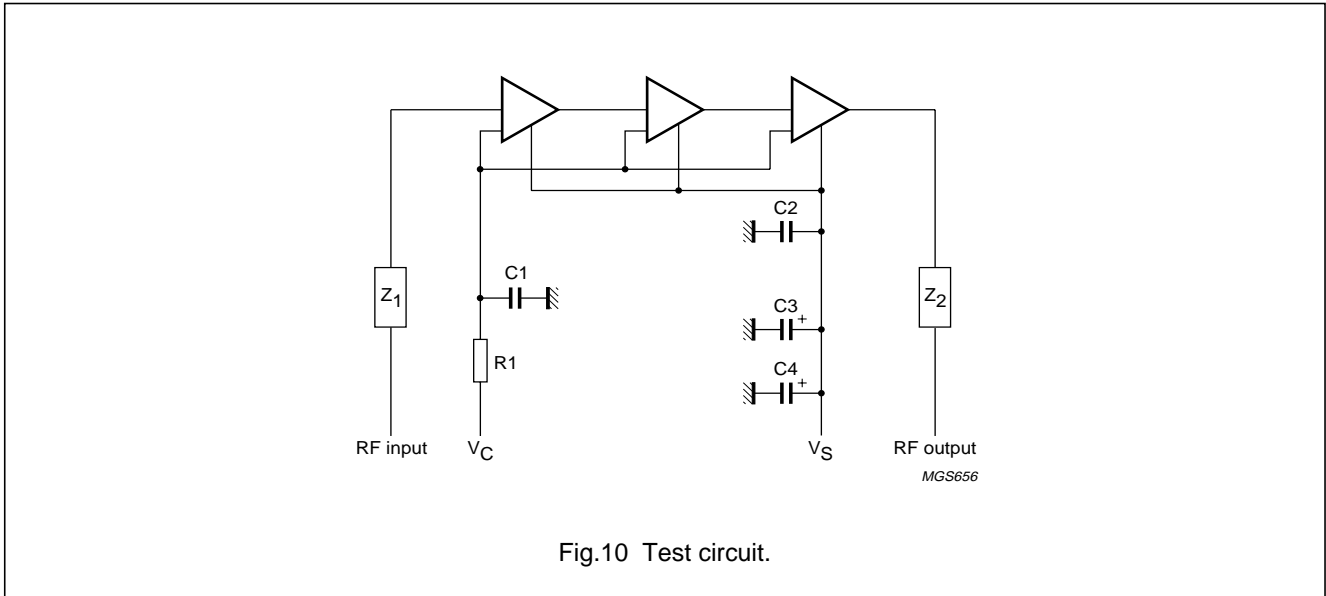 C2
C1
Z1
C3
+
Z2
R1
C4
+
RF input
VC
VS
RF output
MGS656
Fig.10 Test circuit.